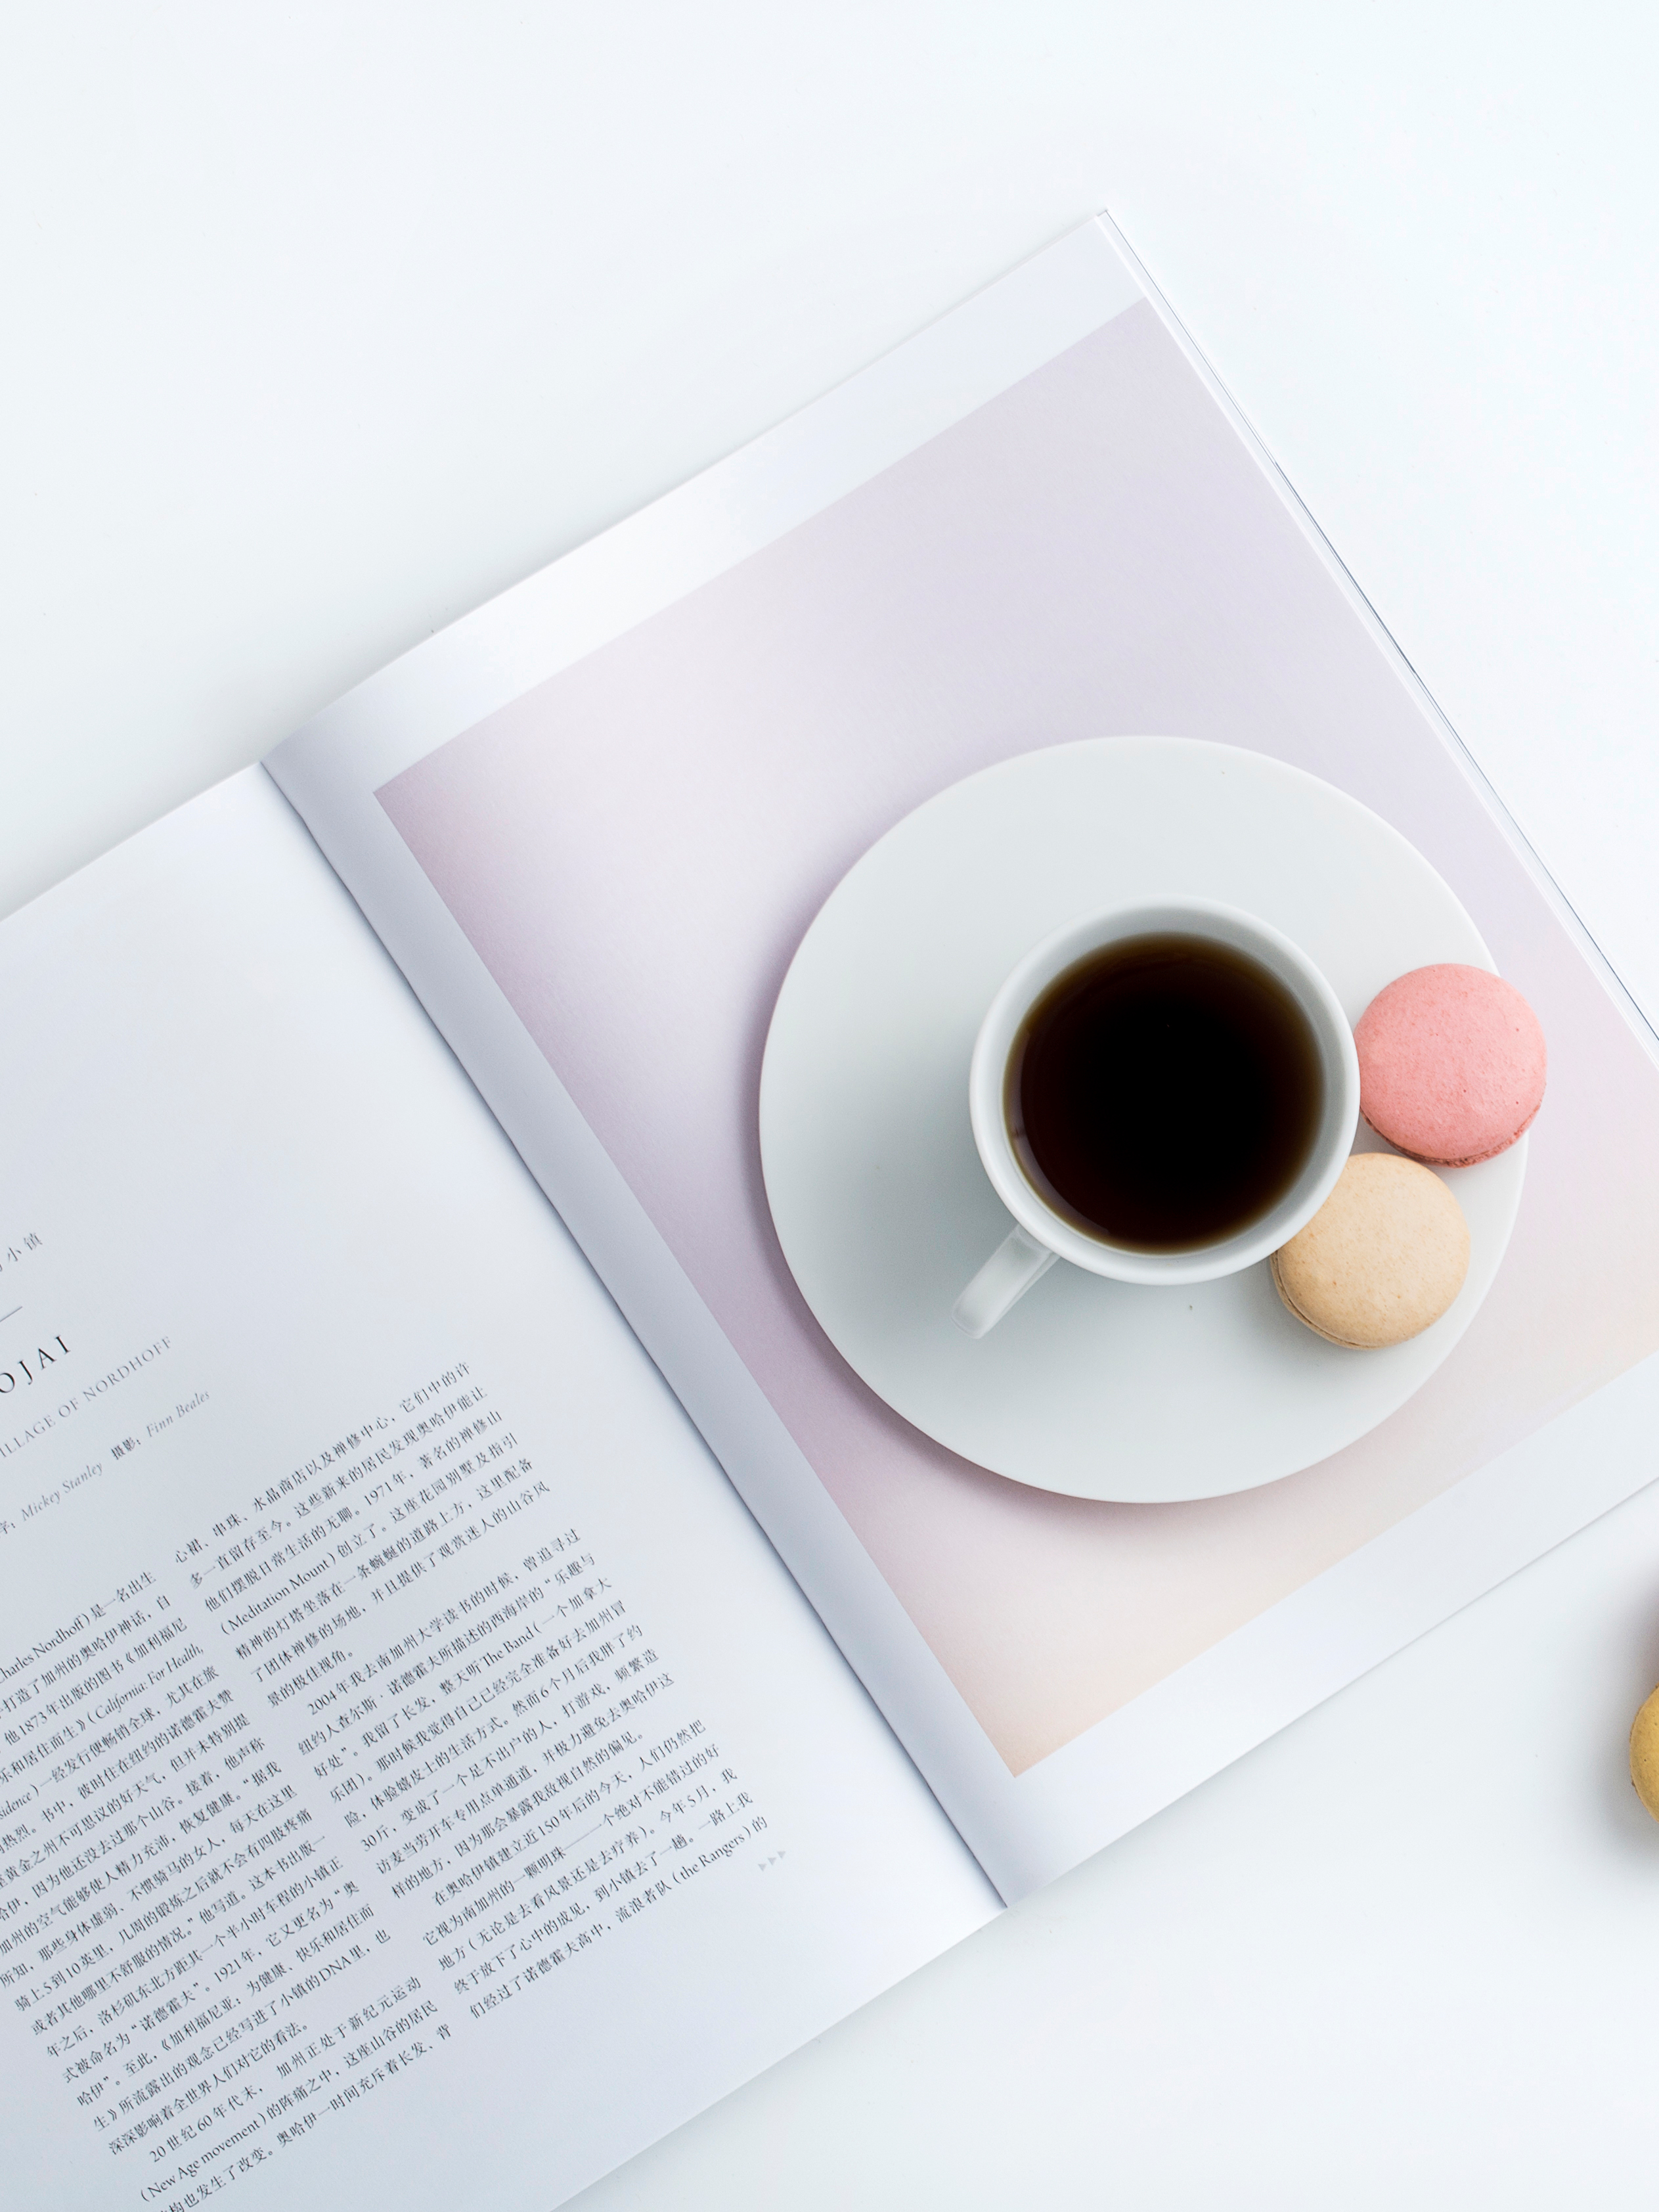 小镇
OJAI
VILLAGE OF NORDHOFF
Mickey Stanley 摄影：Finn Beales
Charles Nordhoff) 是一名出生
打造了加州的奥哈伊神话，自
他1873年出版的图书《加利福尼
乐和居住而生》(California: For Health,
sidence) 一经发行便畅销全球，尤其在旅
热烈。书中，彼时住在纽约的诺德霍夫赞
黄金之州不可思议的好天气，但并未特别提
哈伊，因为他还没去过那个山谷。接着，他声称
加州的空气能够使人精力充沛，恢复健康。“据我
所知，那些身体虚弱、不惯骑马的女人，每天在这里
骑上5到10英里，几周的锻炼之后就不会有四肢疼痛
或者其他哪里不舒服的情况。”他写道。这本书出版一
年之后，洛杉矶东北方距其一个半小时车程的小镇正
式被命名为“诺德霍夫”。1921年，它又更名为“奥
哈伊”。至此，《加利福尼亚：为健康、快乐和居住而
生》所流露出的观念已经写进了小镇的DNA里，也
深深影响着全世界人们对它的看法。
20世纪60年代末，加州正处于新纪元运动
(New Age movement) 的阵痛之中，这座山谷的居民
构也发生了改变。奥哈伊一时间充斥着长发、背
心裙、串珠、水晶商店以及禅修中心，它们中的许
多一直留存至今。这些新来的居民发现奥哈伊能让
他们摆脱日常生活的无聊。1971年，著名的禅修山
(Meditation Mount) 创立了。这座花园别墅及指引
精神的灯塔坐落在一条蜿蜒的道路上方，这里配备
了团体禅修的场地，并且提供了观赏迷人的山谷风
景的极佳视角。
2004年我去南加州大学读书的时候，曾追寻过
纽约人查尔斯·诺德霍夫所描述的西海岸的“乐趣与
好处”。我留了长发，整天听The Band (一个加拿大
乐团)。那时候我觉得自己已经完全准备好去加州冒
险，体验嬉皮士的生活方式。然而6个月后我胖了约
30斤，变成了一个足不出户的人，打游戏，频繁造
访麦当劳开车专用点单通道，并极力避免去奥哈伊这
样的地方，因为那会暴露我敌视自然的偏见。
在奥哈伊镇建立近150年后的今天，人们仍然把
它视为南加州的一颗明珠——一个绝对不能错过的好
地方（无论是去看风景还是去疗养）。今年5月，我
终于放下了心中的成见，到小镇去了一趟。一路上我
们经过了诺德霍夫高中，流浪者队 (the Rangers) 的